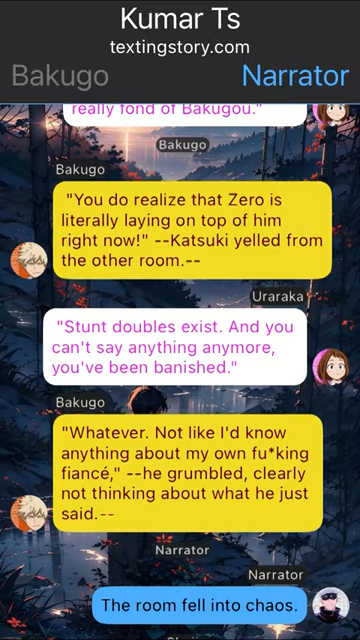 Kumar Ts
textingstory.com
Bakugo Narrator
really fond of Bakugou."
Bakugo
Bakugo
"You do realize that Zero is
literally laying on top of him
right now!" --Katsuki yelled from
the other room.--
Uraraka
"Stunt doubles exist. And you
can't say anything anymore,
you've been banished."
Bakugo
"Whatever. Not like I'd know
anything about my own fu*king
fiancé," --he grumbled, clearly
not thinking about what he just
said.--
Narrator
Narrator
The room fell into chaos.